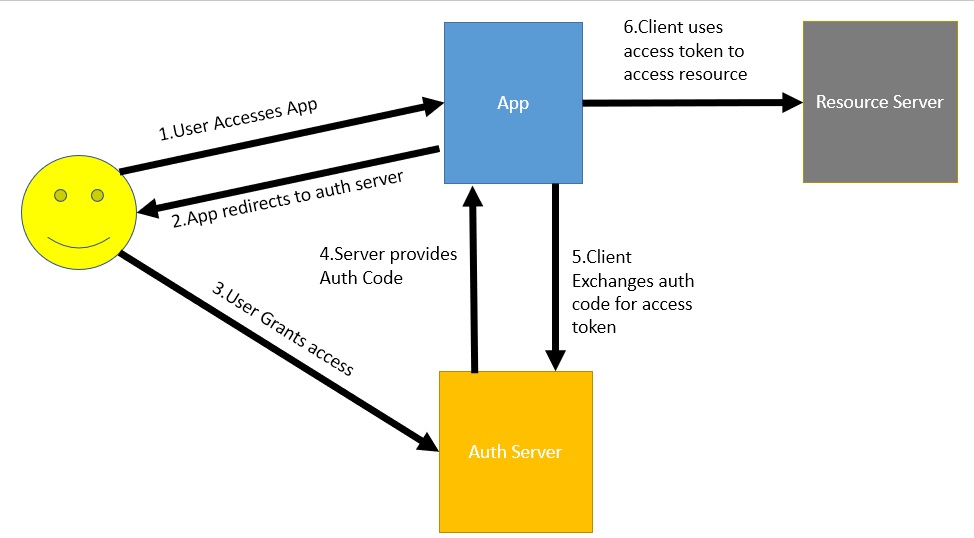 1.User Accesses App
2.App redirects to auth server
3.User Grants access
4.Server provides
Auth Code
5.Client
Exchanges auth
code for access
token
6.Client uses
access token to
access resource
App
Resource Server
Auth Server